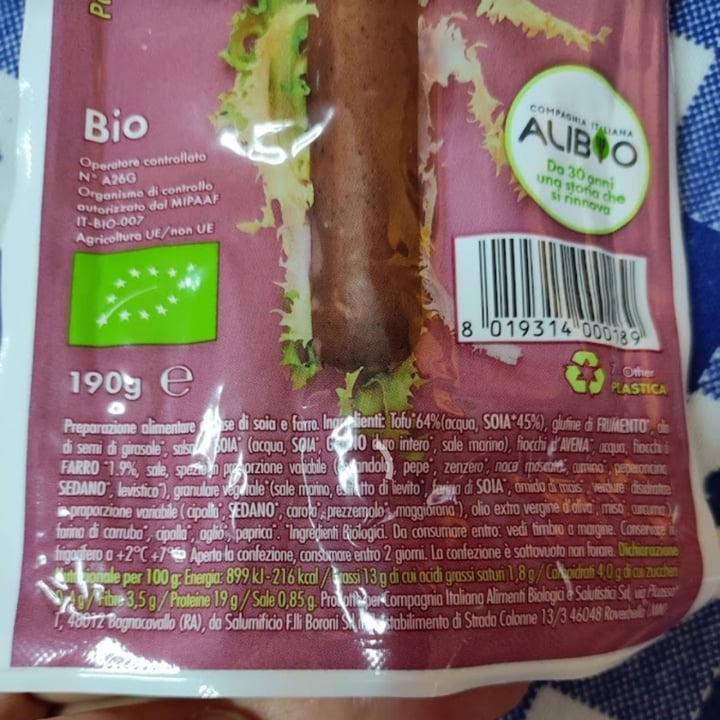 Bio
Operatore controllato
N° A26G
Organismo di controllo
autorizzato dal MIPAAF
IT-BIO-007
Agricoltura UE/non UE
COMPAGNIA ITALIANA
ALIBIO
Da 30 anni
una storia che
si rinnova
8 019314 000189
190g e
7 Other
PLASTICA
Preparazione alimentare a base di soia e farro. Ingredienti: Tofu*64%(acqua, SOIA*45%), glutine di FRUMENTO*, olio
di semi di girasole*, salsa SOIA* (acqua, SOIA*, duro intero*, sale marino), fiocchi d'AVENA*, acqua, fiocchi di
FARRO*1.9%, sale, spezie* in proporzione variabile (pepe*, zenzero*, noce moscata*, cumino*, peperoncino,
SEDANO*, levistico*), granulare vegetale*(sale marino, estratto di lievito*, farina di SOIA*, amido di mais*, verdure disidratate
in proporzione variabile (cipolla*, SEDANO*, carota*, prezzemolo*, maggiorana*), olio extra vergine d'oliva*, miso*, curcuma*)
farina di carruba*, cipolla*, aglio*, paprica*. *Ingredienti Biologici. Da consumare entro: vedi timbro a margine. Conservare in
frigorifero a +2°C +7°C. Aperta la confezione, consumare entro 2 giorni. La confezione è sottovuoto non forare. Dichiarazione
Nutrizionale per 100 g: Energia: 899 kJ-216 kcal / Grassi 13 g di cui acidi grassi saturi 1,8 g / Carboidrati 4,0 g di cui zuccheri
0,4 g / Fibre 3,5 g / Proteine 19 g / Sale 0,85 g. Prodotto per Compagnia Italiana Alimenti Biologici e Salutistici Srl, via Picasso
1, 48012 Bagnacavallo (RA), da Salumificio F.lli Boroni Srl stabilimento di Strada Colonne 13/3 46048 Roverbella (MN)